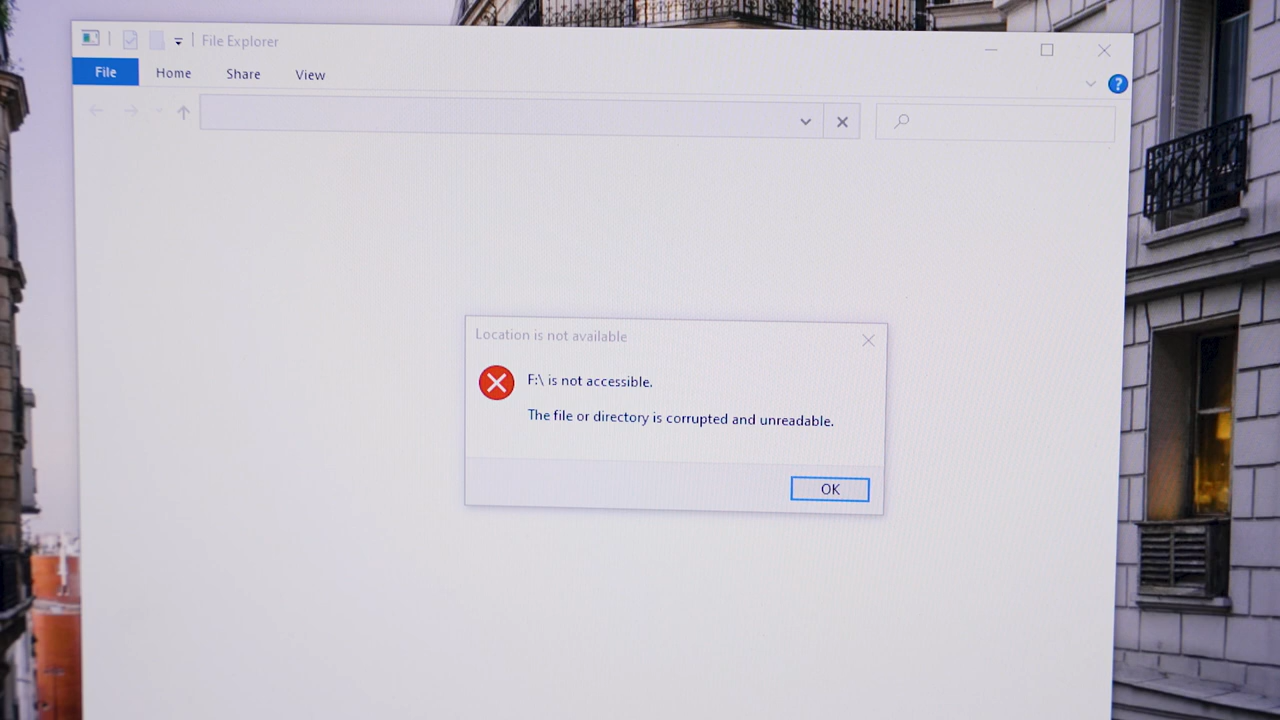 File Explorer
File Home Share View
?
Location is not available
F:\ is not accessible.
The file or directory is corrupted and unreadable.
OK